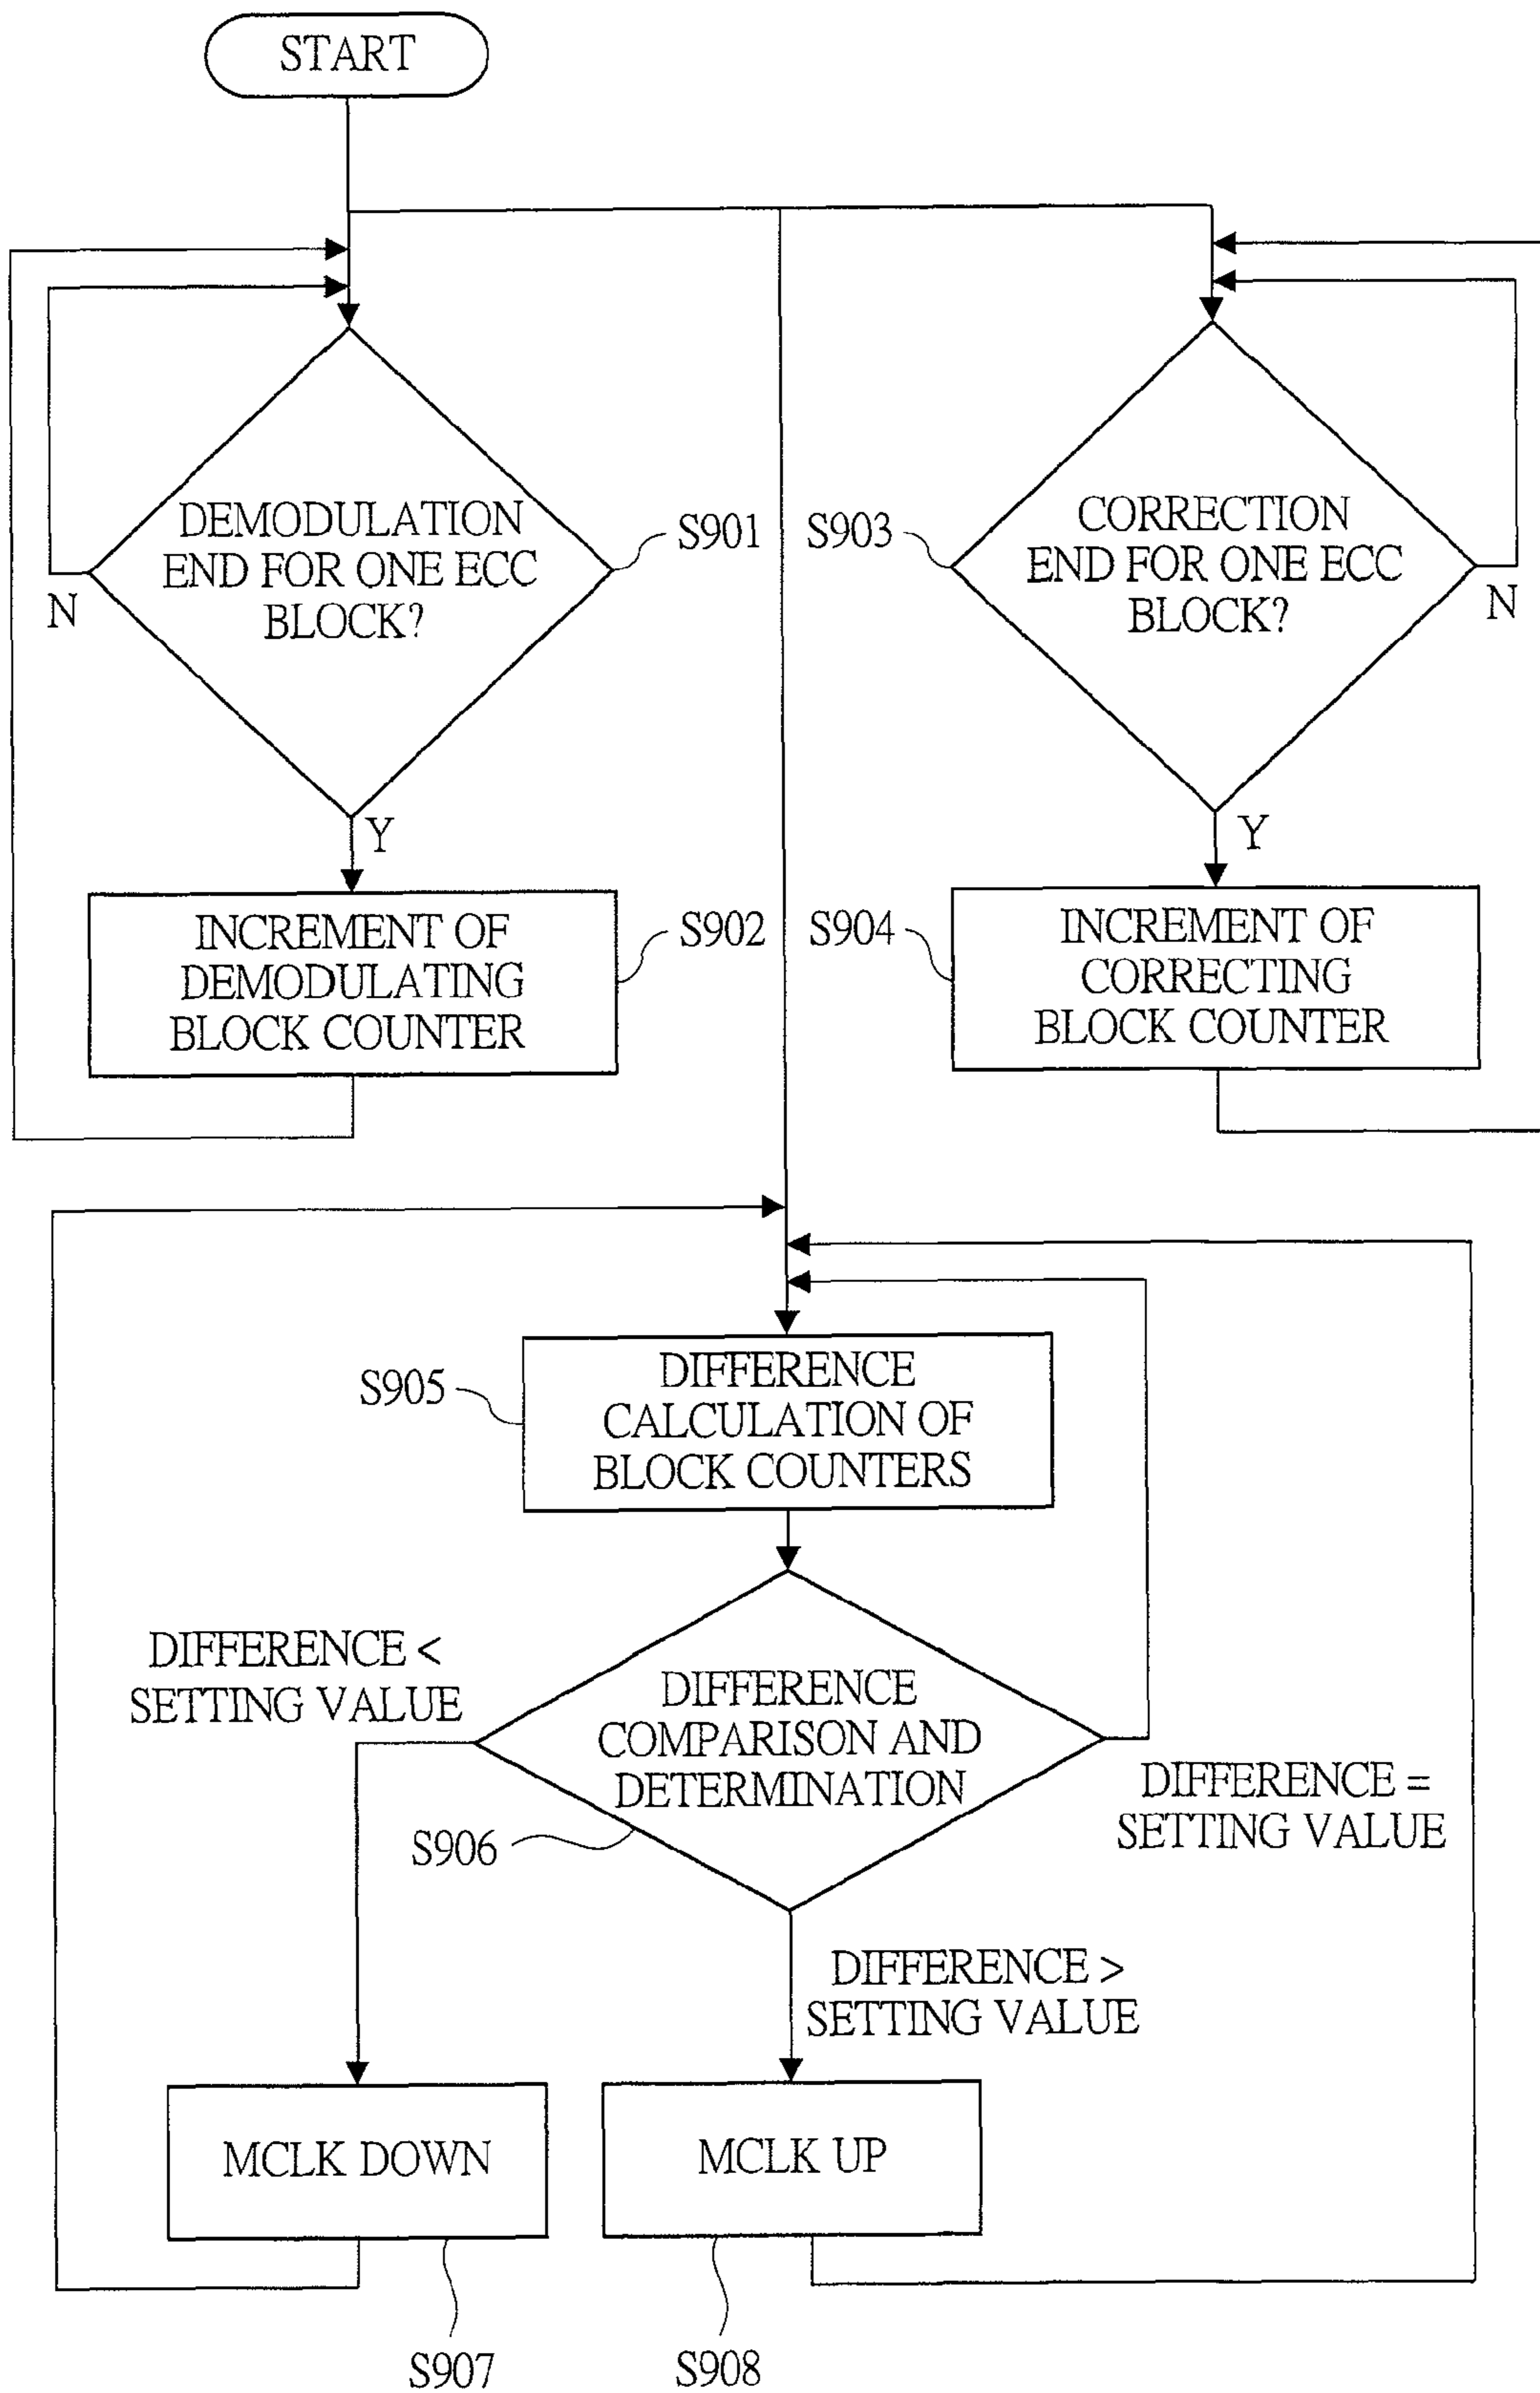 START
DEMODULATION
END FOR ONE ECC
BLOCK?
S901
N
Y
S903
CORRECTION
END FOR ONE ECC
BLOCK?
N
Y
INCREMENT OF
DEMODULATING
BLOCK COUNTER
S902
S904
INCREMENT OF
CORRECTING
BLOCK COUNTER
S905
DIFFERENCE
CALCULATION OF
BLOCK COUNTERS
DIFFERENCE <
SETTING VALUE
DIFFERENCE
COMPARISON AND
DETERMINATION
S906
DIFFERENCE =
SETTING VALUE
DIFFERENCE >
SETTING VALUE
MCLK DOWN
MCLK UP
S907
S908